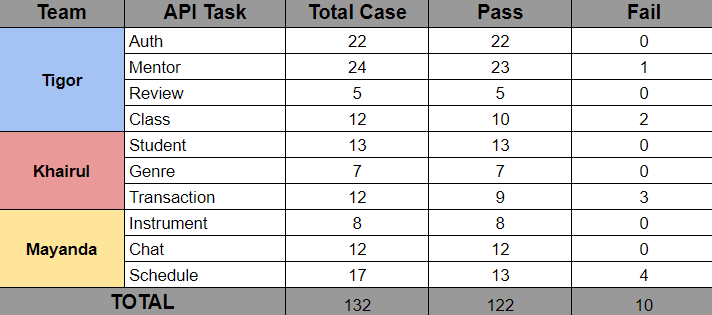 Team API Task Total Case Pass Fail
Tigor
Auth 22 22 0
Mentor 24 23 1
Review 5 5 0
Class 12 10 2
Khairul
Student 13 13 0
Genre 7 7 0
Transaction 12 9 3
Mayanda
Instrument 8 8 0
Chat 12 12 0
Schedule 17 13 4
TOTAL 132 122 10